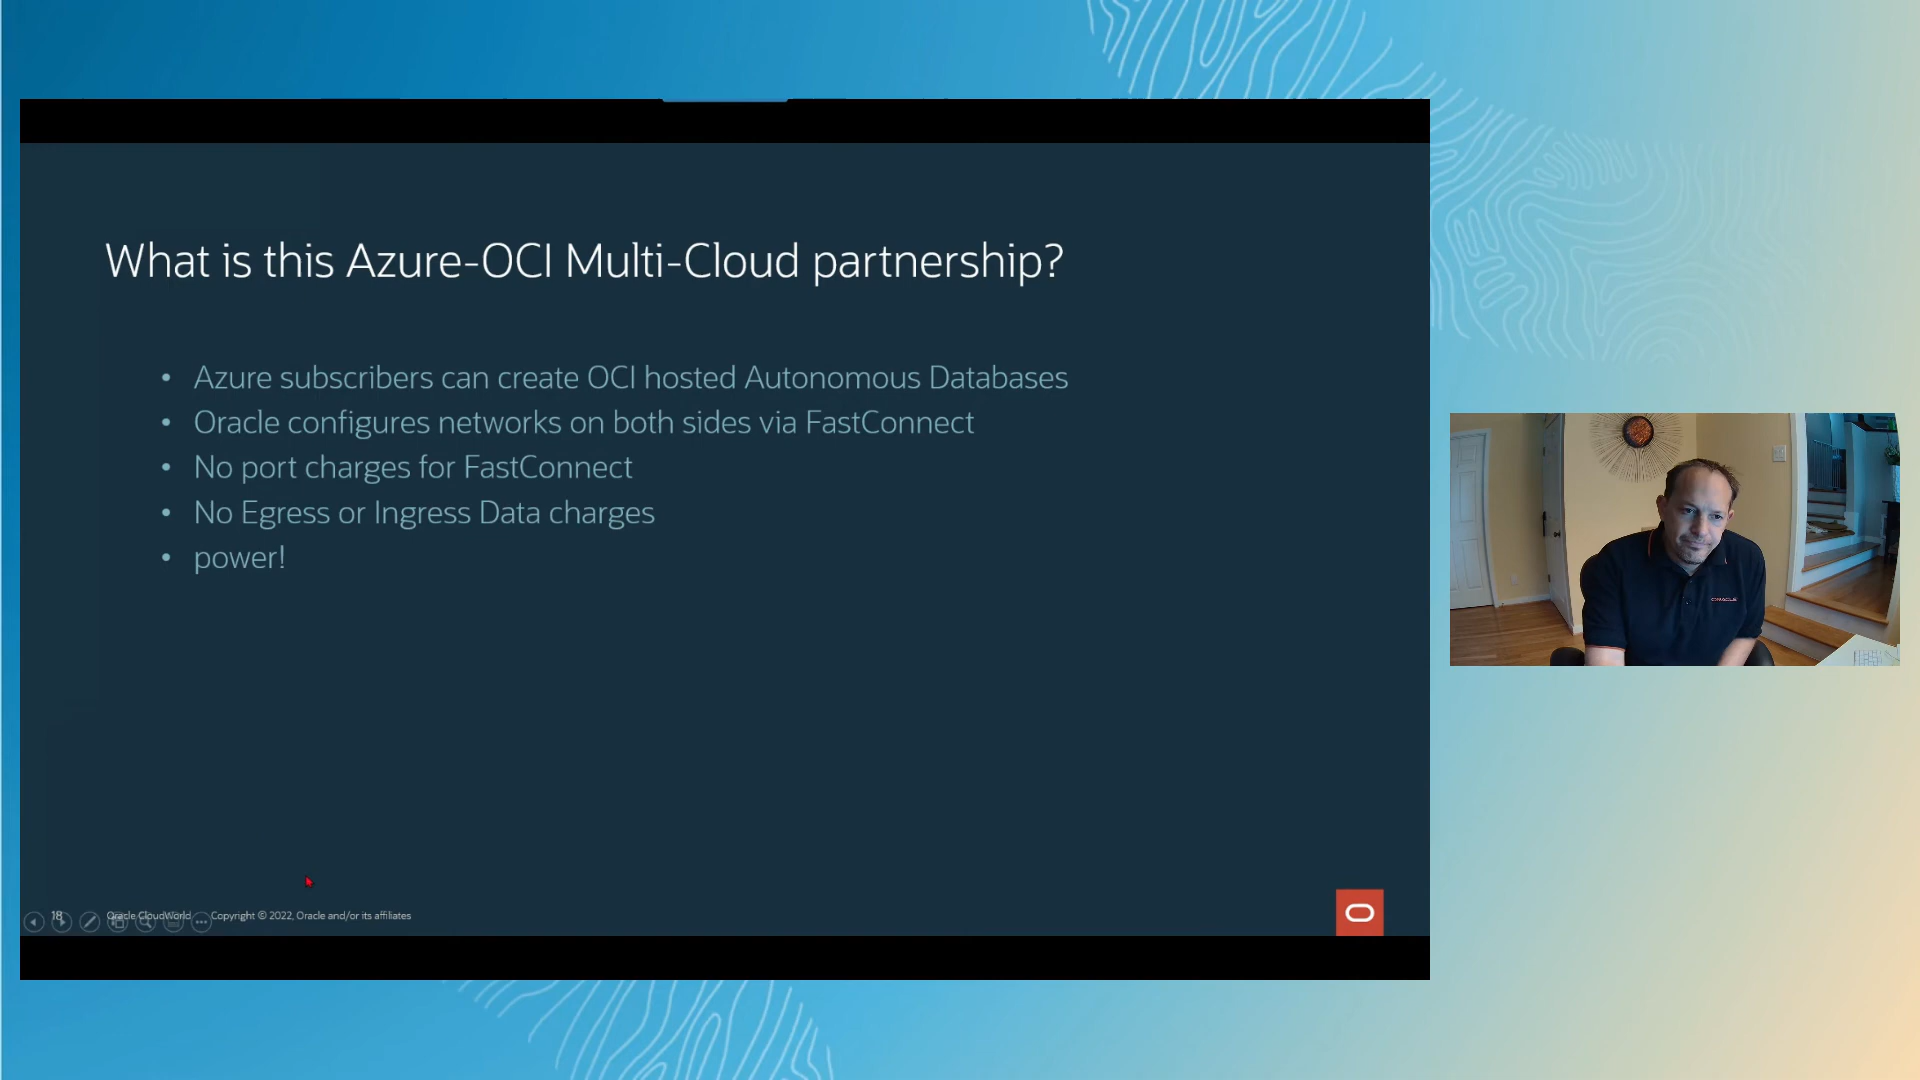 What is this Azure-OCI Multi-Cloud partnership?
• Azure subscribers can create OCI hosted Autonomous Databases
• Oracle configures networks on both sides via FastConnect
• No port charges for FastConnect
• No Egress or Ingress Data charges
• power!
18 Oracle CloudWorld Copyright © 2022, Oracle and/or its affiliates
ORACLE